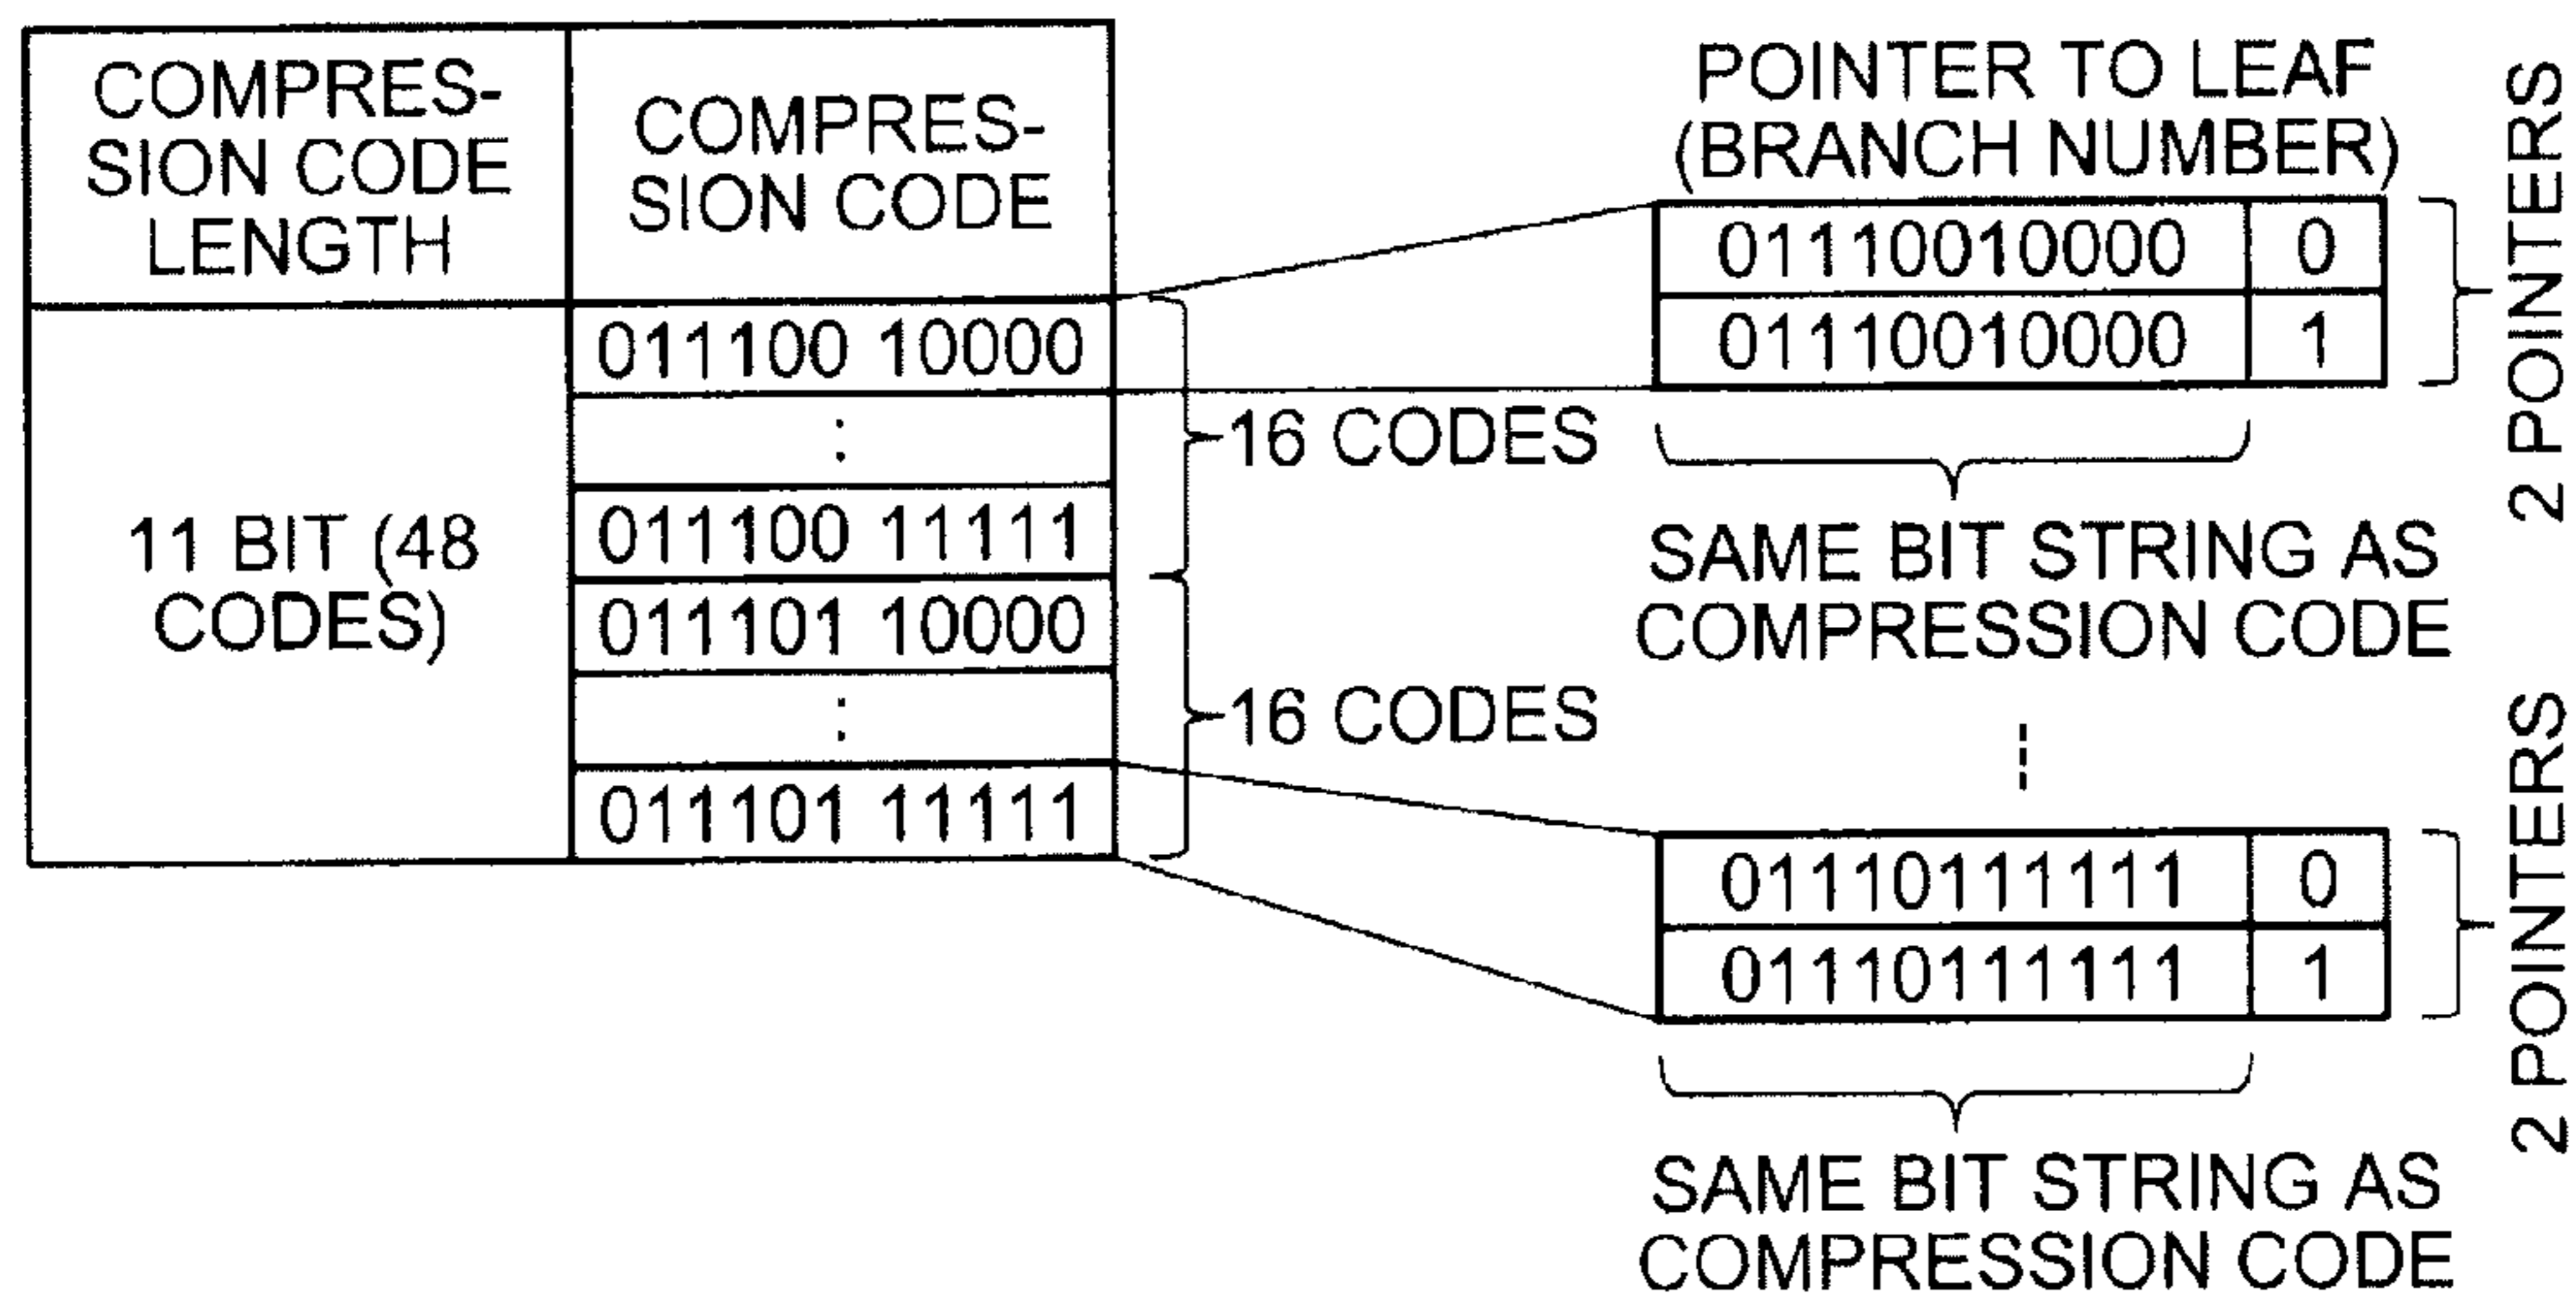 COMPRES-
SION CODE
LENGTH
COMPRES-
SION CODE
11 BIT (48
CODES)
011100 10000
:
011100 11111
011101 10000
:
011101 11111
16 CODES
16 CODES
POINTER TO LEAF
(BRANCH NUMBER)
01110010000 0
01110010000 1
2 POINTERS
SAME BIT STRING AS
COMPRESSION CODE
01110111111 0
01110111111 1
2 POINTERS
SAME BIT STRING AS
COMPRESSION CODE